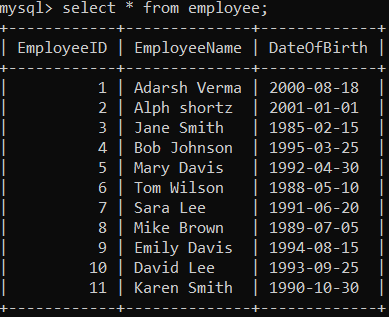 mysql> select * from employee;
+------------+--------------+-------------+
| EmployeeID | EmployeeName | DateOfBirth |
+------------+--------------+-------------+
|          1 | Adarsh Verma | 2000-08-18  |
|          2 | Alph shortz  | 2001-01-01  |
|          3 | Jane Smith   | 1985-02-15  |
|          4 | Bob Johnson  | 1995-03-25  |
|          5 | Mary Davis   | 1992-04-30  |
|          6 | Tom Wilson   | 1988-05-10  |
|          7 | Sara Lee     | 1991-06-20  |
|          8 | Mike Brown   | 1989-07-05  |
|          9 | Emily Davis  | 1994-08-15  |
|         10 | David Lee    | 1993-09-25  |
|         11 | Karen Smith  | 1990-10-30  |
+------------+--------------+-------------+